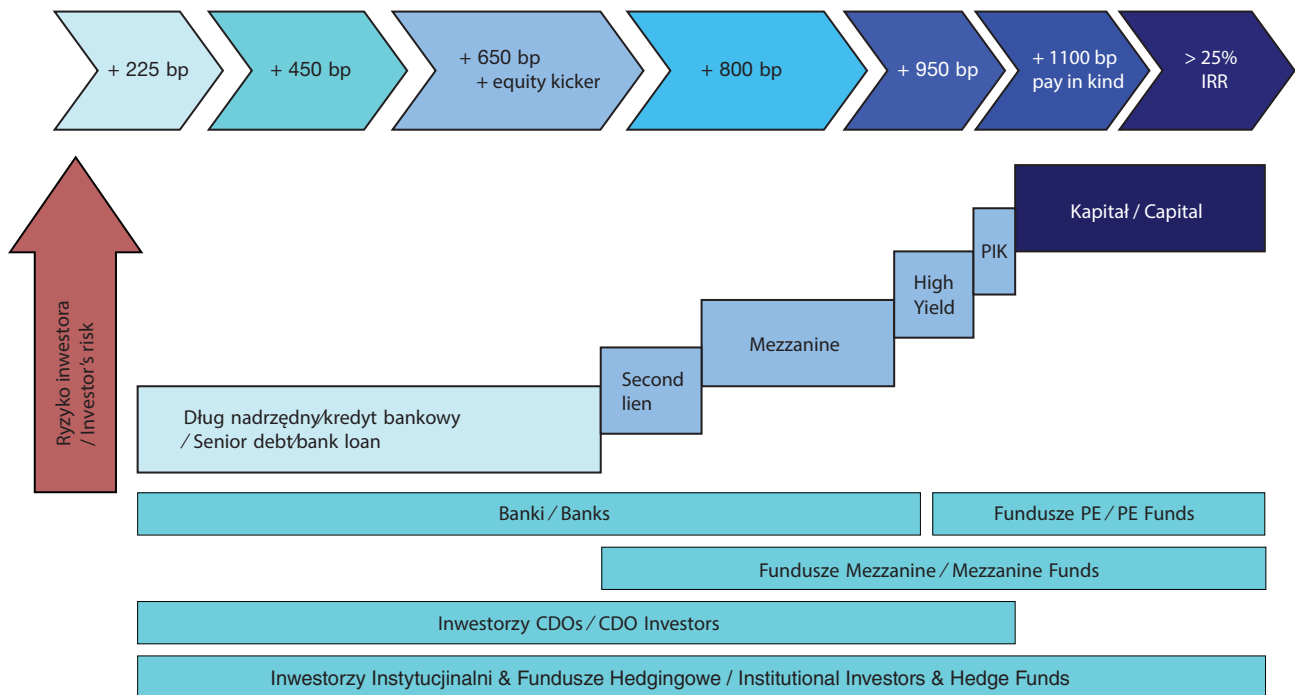 + 225 bp
+ 450 bp
+ 650 bp
+ equity kicker
+ 800 bp
+ 950 bp
+ 1100 bp
pay in kind
> 25%
IRR
Ryzyko inwestora
/ Investor's risk
Kapitał / Capital
PIK
High
Yield
Mezzanine
Second
lien
Dług nadrzędny/kredyt bankowy
/ Senior debt/bank loan
Banki / Banks
Fundusze PE / PE Funds
Fundusze Mezzanine / Mezzanine Funds
Inwestorzy CDOs / CDO Investors
Inwestorzy Instytucjinalni & Fundusze Hedgingowe / Institutional Investors & Hedge Funds